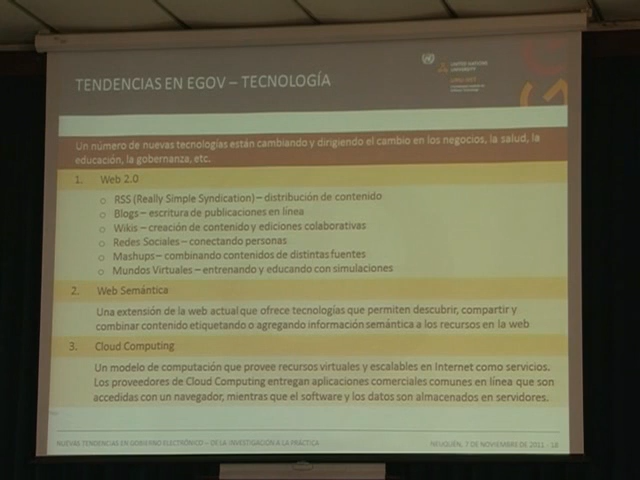 TENDENCIAS EN EGOV – TECNOLOGÍA
UNITED NATIONS
UNIVERSITY
Un número de nuevas tecnologías están cambiando y dirigiendo el cambio en los negocios, la salud, la
educación, la gobernanza, etc.
1. Web 2.0
o RSS (Really Simple Syndication) – distribución de contenido
o Blogs – escritura de publicaciones en línea
o Wikis – creación de contenido y ediciones colaborativas
o Redes Sociales – conectando personas
o Mashups – combinando contenidos de distintas fuentes
o Mundos Virtuales – entrenando y educando con simulaciones
2. Web Semántica
Una extensión de la web actual que ofrece tecnologías que permiten descubrir, compartir y
combinar contenido etiquetando o agregando información semántica a los recursos en la web
3. Cloud Computing
Un modelo de computación que provee recursos virtuales y escalables en Internet como servicios.
Los proveedores de Cloud Computing entregan aplicaciones comerciales comunes en línea que son
accedidas con un navegador, mientras que el software y los datos son almacenados en servidores.
NUEVAS TENDENCIAS EN GOBIERNO ELECTRÓNICO – DE LA INVESTIGACIÓN A LA PRÁCTICA
NEUQUÉN, 7 DE NOVIEMBRE DE 2011 - 18